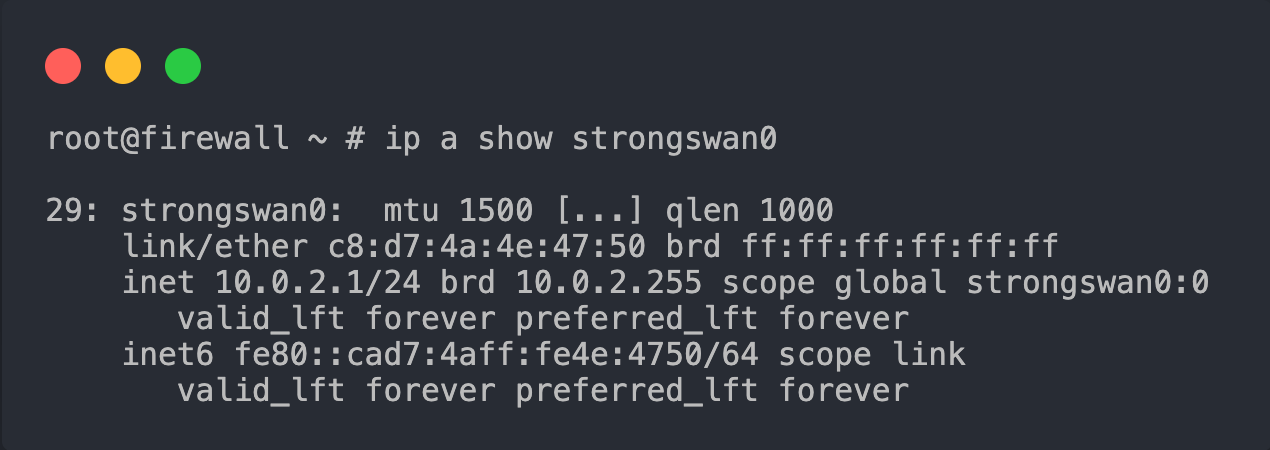 root@firewall ~ # ip a show strongswan0
29: strongswan0:  mtu 1500 [...] qlen 1000
link/ether c8:d7:4a:4e:47:50 brd ff:ff:ff:ff:ff:ff
inet 10.0.2.1/24 brd 10.0.2.255 scope global strongswan0:0
valid_lft forever preferred_lft forever
inet6 fe80::cad7:4aff:fe4e:4750/64 scope link
valid_lft forever preferred_lft forever